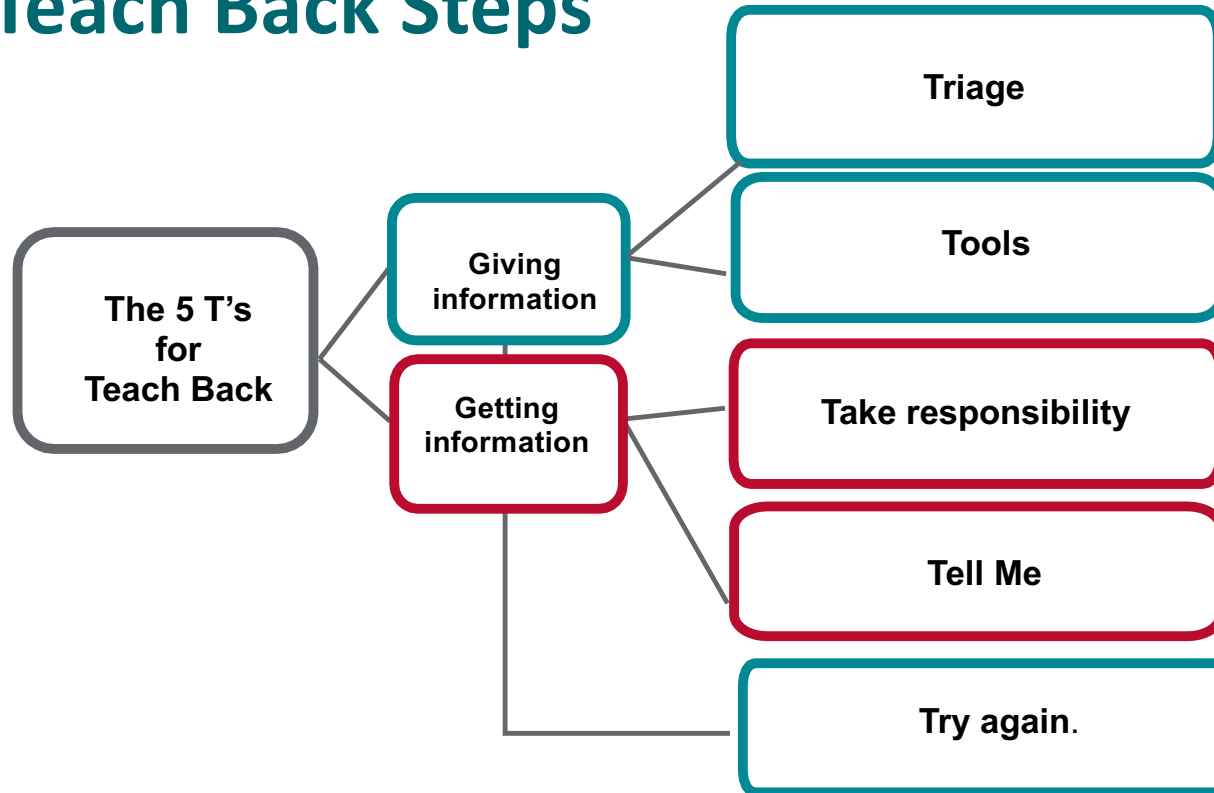 Teach Back Steps
The 5 T’s
for
Teach Back
Giving
information
Getting
information
Triage
Tools
Take responsibility
Tell Me
Try again.